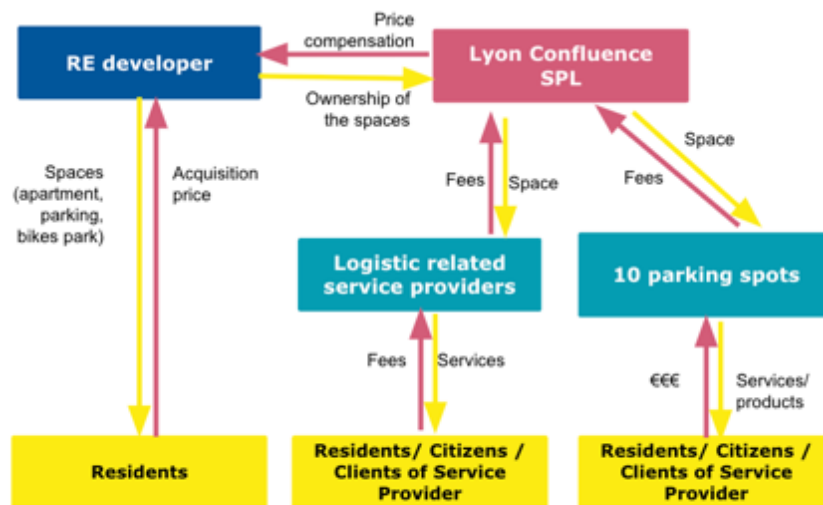 Price
compensation
RE developer
Lyon Confluence
SPL
Ownership of
the spaces
Spaces
(apartment,
parking,
bikes park)
Acquisition
price
Fees
Space
Space
Fees
Logistic related
service providers
10 parking spots
Fees
Services
€€€
Services/
products
Residents
Residents/ Citizens /
Clients of Service
Provider
Residents/ Citizens /
Clients of Service
Provider